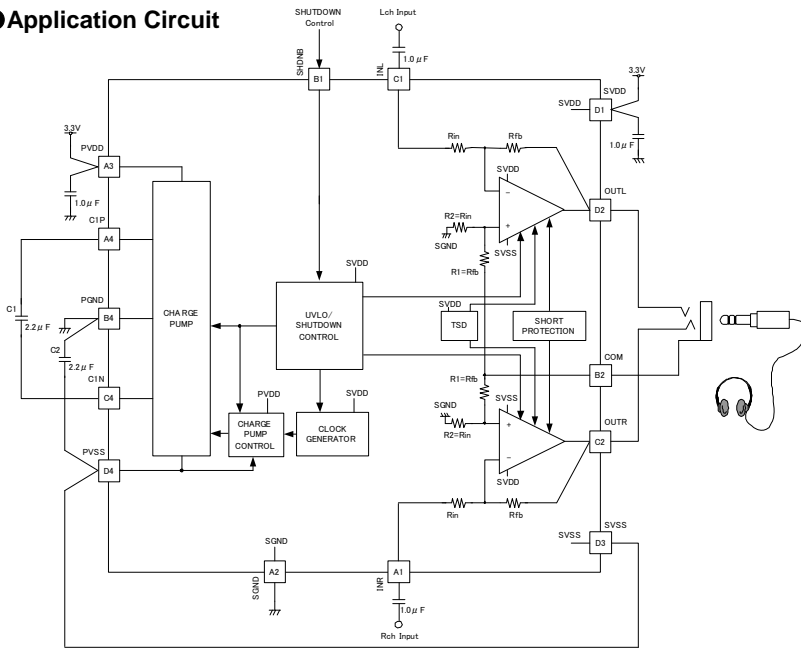 ●Application Circuit
SHUTDOWN
Control
Lch Input
1.0μF
SHDNB
B1
INL
C1
3.3V
SVDD
SVDD
D1
1.0μF
3.3V
PVDD
A3
1.0μF
C1P
A4
C1
2.2μF
PGND
B4
C2
2.2μF
C1N
C4
PVSS
D4
CHARGE
PUMP
SVDD
UVLO/
SHUTDOWN
CONTROL
PVDD
CHARGE
PUMP
CONTROL
SVDD
CLOCK
GENERATOR
Rin
Rfb
SVDD
−
+
SVSS
R2=Rin
SGND
R1=Rfb
OUTL
D2
SVDD
TSD
SHORT
PROTECTION
COM
B2
R1=Rfb
SGND
R2=Rin
SVSS
+
−
SVDD
OUTR
C2
Rin
Rfb
SVSS
SVSS
D3
SGND
SGND
A2
INR
A1
1.0μF
Rch Input